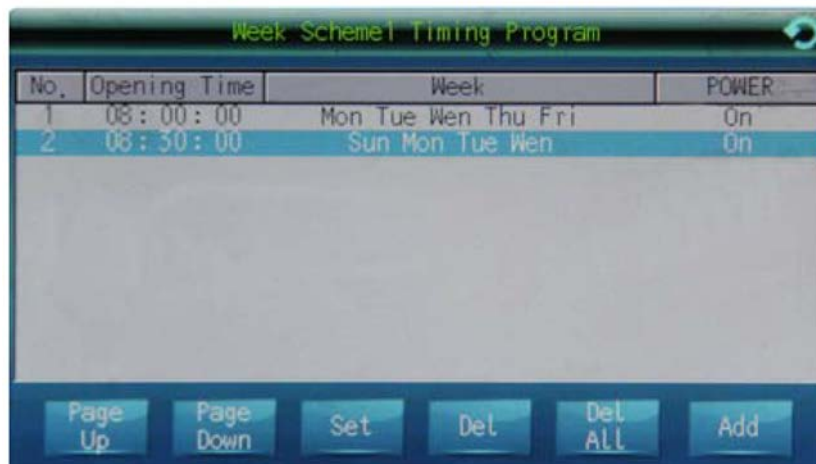 Week Scheme1 Timing Program
No. Opening Time Week POWER
1 08:00:00 Mon Tue Wen Thu Fri On
2 08:30:00 Sun Mon Tue Wen On
Page Up Page Down Set Del Del All Add